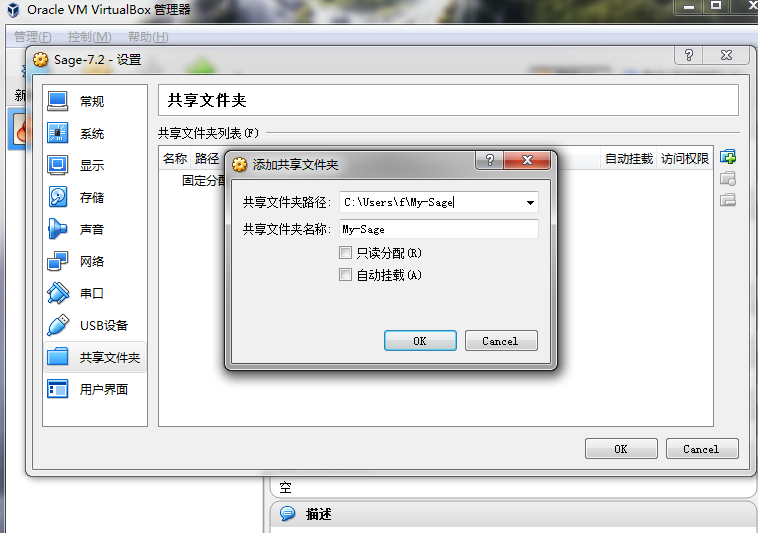 Oracle VM VirtualBox 管理器
管理(F) 控制(M) 帮助(H)
Sage-7.2 - 设置
新
常规
系统
显示
存储
声音
网络
串口
USB设备
共享文件夹
用户界面
共享文件夹
共享文件夹列表(F)
名称 路径 自动挂载 访问权限
固定分配
添加共享文件夹
共享文件夹路径: C:\Users\f\My-Sage
共享文件夹名称: My-Sage
只读分配(R)
自动挂载(A)
OK Cancel
OK Cancel
空
描述